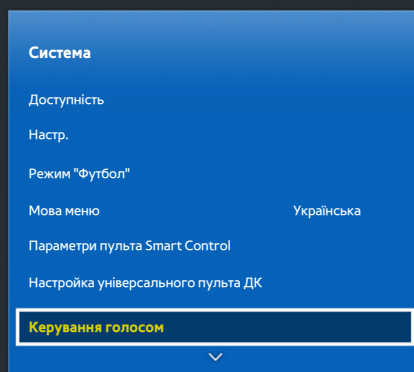 Система
Доступність
Настр.
Режим "Футбол"
Мова меню Українська
Параметри пульта Smart Control
Настройка універсального пульта ДК
Керування голосом